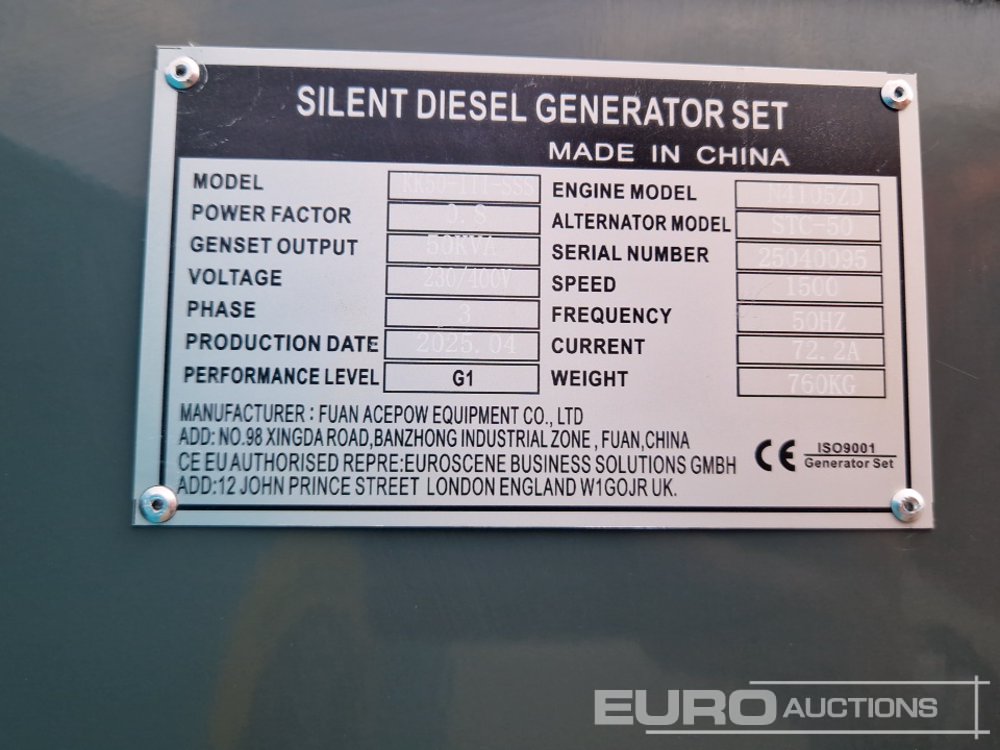 SILENT DIESEL GENERATOR SET
MADE IN CHINA
MODEL
POWER FACTOR 0.8
GENSET OUTPUT 50KVA
VOLTAGE 230/400V
PHASE 3
PRODUCTION DATE 2025.04
PERFORMANCE LEVEL G1
ENGINE MODEL N4105ZD
ALTERNATOR MODEL STC-50
SERIAL NUMBER 25040095
SPEED 1500
FREQUENCY 50HZ
CURRENT 72.2A
WEIGHT 760KG
MANUFACTURER : FUAN ACEPOW EQUIPMENT CO., LTD
ADD: NO.98 XINGDA ROAD,BANZHONG INDUSTRIAL ZONE , FUAN,CHINA
CE EU AUTHORISED REPRE:EUROSCENE BUSINESS SOLUTIONS GMBH
ADD:12 JOHN PRINCE STREET LONDON ENGLAND W1GOJR UK.
CE
ISO9001
Generator Set
EURO AUCTIONS